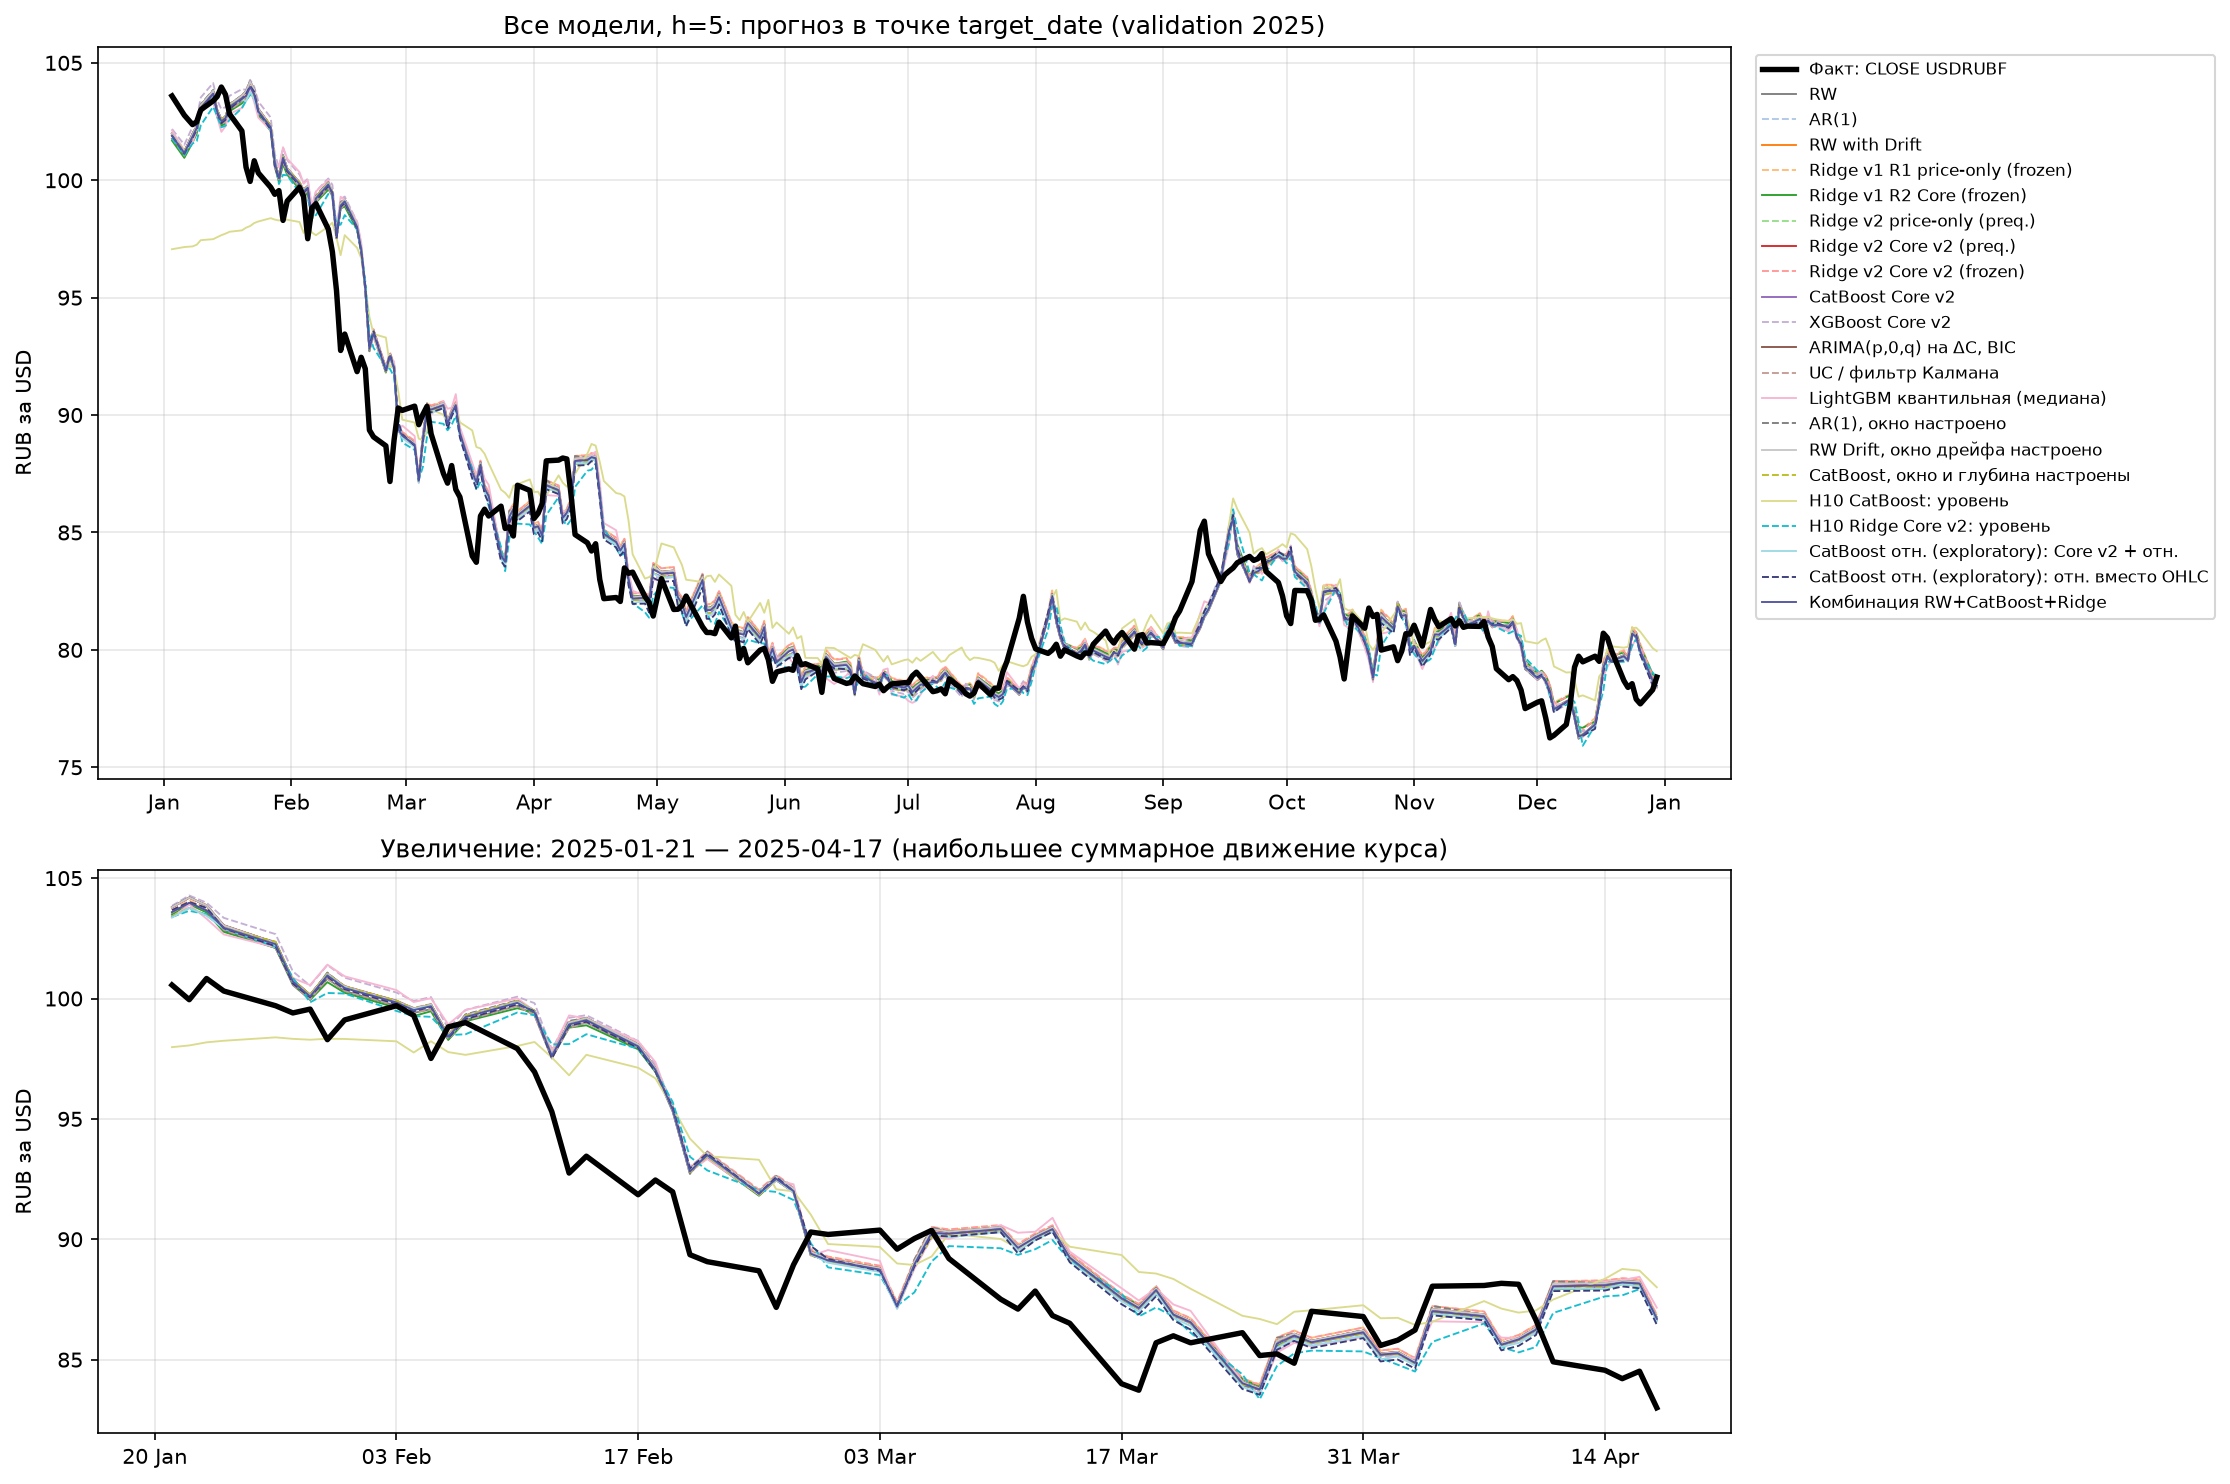 Все модели, h=5: прогноз в точке target_date (validation 2025)
RUB за USD
105
100
95
90
85
80
75
Jan
Feb
Mar
Apr
May
Jun
Jul
Aug
Sep
Oct
Nov
Dec
Jan
Факт: CLOSE USDRUBF
RW
AR(1)
RW with Drift
Ridge v1 R1 price-only (frozen)
Ridge v1 R2 Core (frozen)
Ridge v2 price-only (preq.)
Ridge v2 Core v2 (preq.)
Ridge v2 Core v2 (frozen)
CatBoost Core v2
XGBoost Core v2
ARIMA(p,0,q) на ΔC, BIC
UC / фильтр Калмана
LightGBM квантильная (медиана)
AR(1), окно настроено
RW Drift, окно дрейфа настроено
CatBoost, окно и глубина настроены
H10 CatBoost: уровень
H10 Ridge Core v2: уровень
CatBoost отн. (exploratory): Core v2 + отн.
CatBoost отн. (exploratory): отн. вместо OHLC
Комбинация RW+CatBoost+Ridge
Увеличение: 2025-01-21 — 2025-04-17 (наибольшее суммарное движение курса)
RUB за USD
105
100
95
90
85
20 Jan
03 Feb
17 Feb
03 Mar
17 Mar
31 Mar
14 Apr